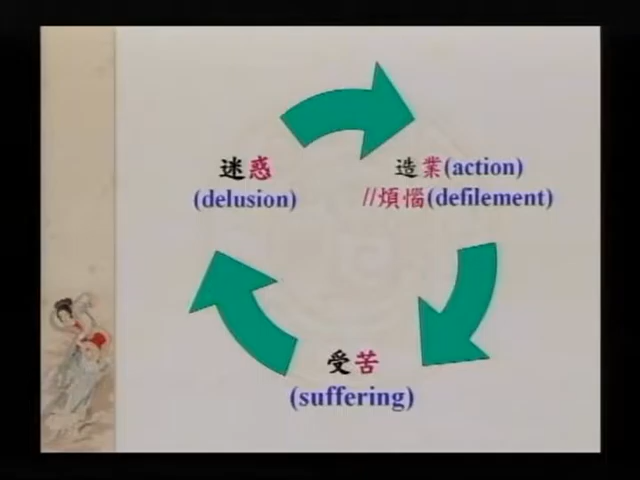 迷惑
(delusion)
造業(action)
//煩惱(defilement)
受苦
(suffering)